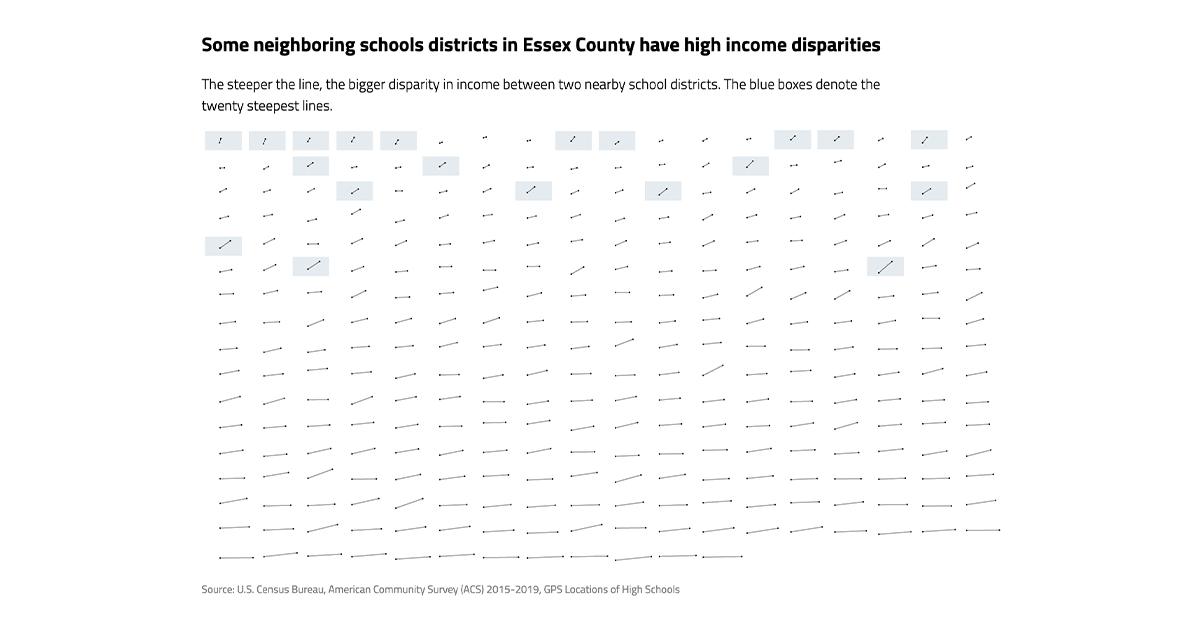 Some neighboring schools districts in Essex County have high income disparities
The steeper the line, the bigger disparity in income between two nearby school districts. The blue boxes denote the
twenty steepest lines.
Source: U.S. Census Bureau, American Community Survey (ACS) 2015-2019, GPS Locations of High Schools